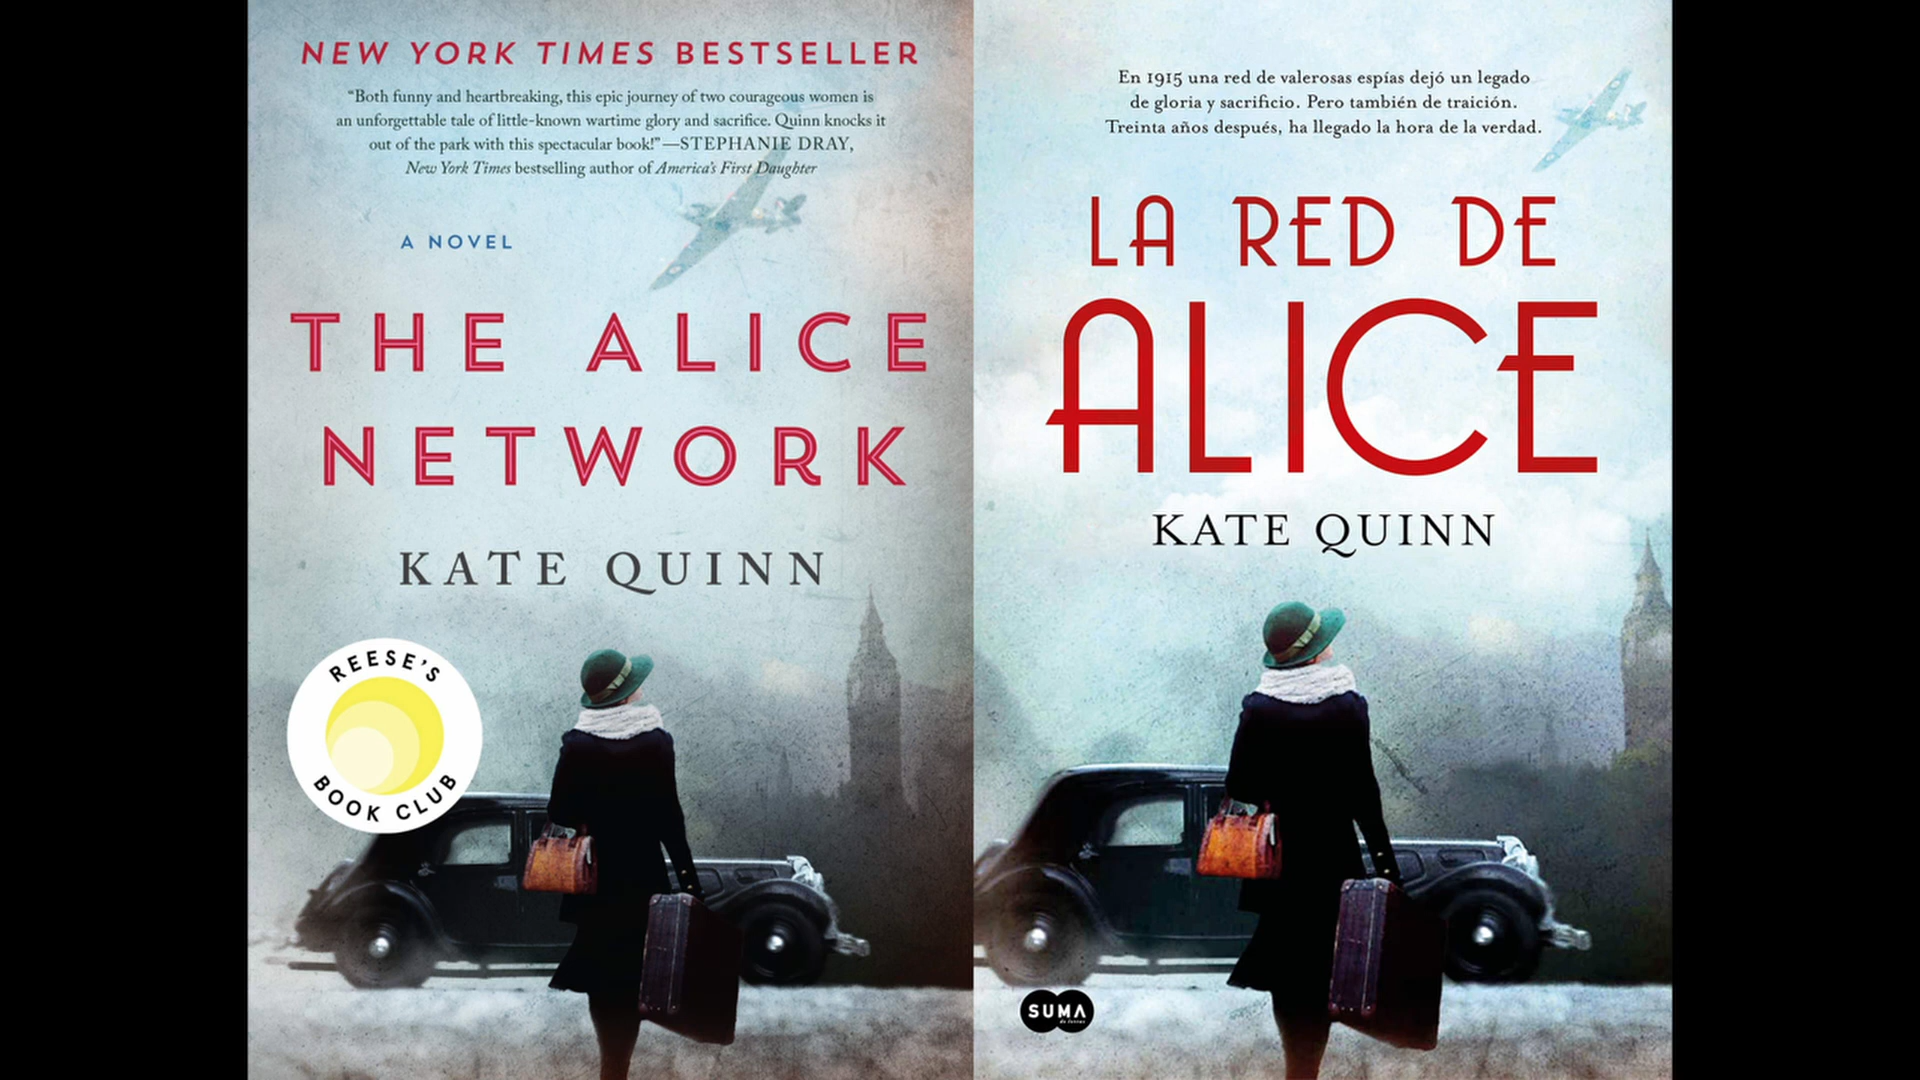 NEW YORK TIMES BESTSELLER
“Both funny and heartbreaking, this epic journey of two courageous women is
an unforgettable tale of little-known wartime glory and sacrifice. Quinn knocks it
out of the park with this spectacular book!”—STEPHANIE DRAY,
New York Times bestselling author of America’s First Daughter
A NOVEL
THE ALICE
NETWORK
KATE QUINN
REESE’S
BOOK CLUB
En 1915 una red de valerosas espías dejó un legado
de gloria y sacrificio. Pero también de traición.
Treinta años después, ha llegado la hora de la verdad.
LA RED DE
ALICE
KATE QUINN
SUMA
de letras